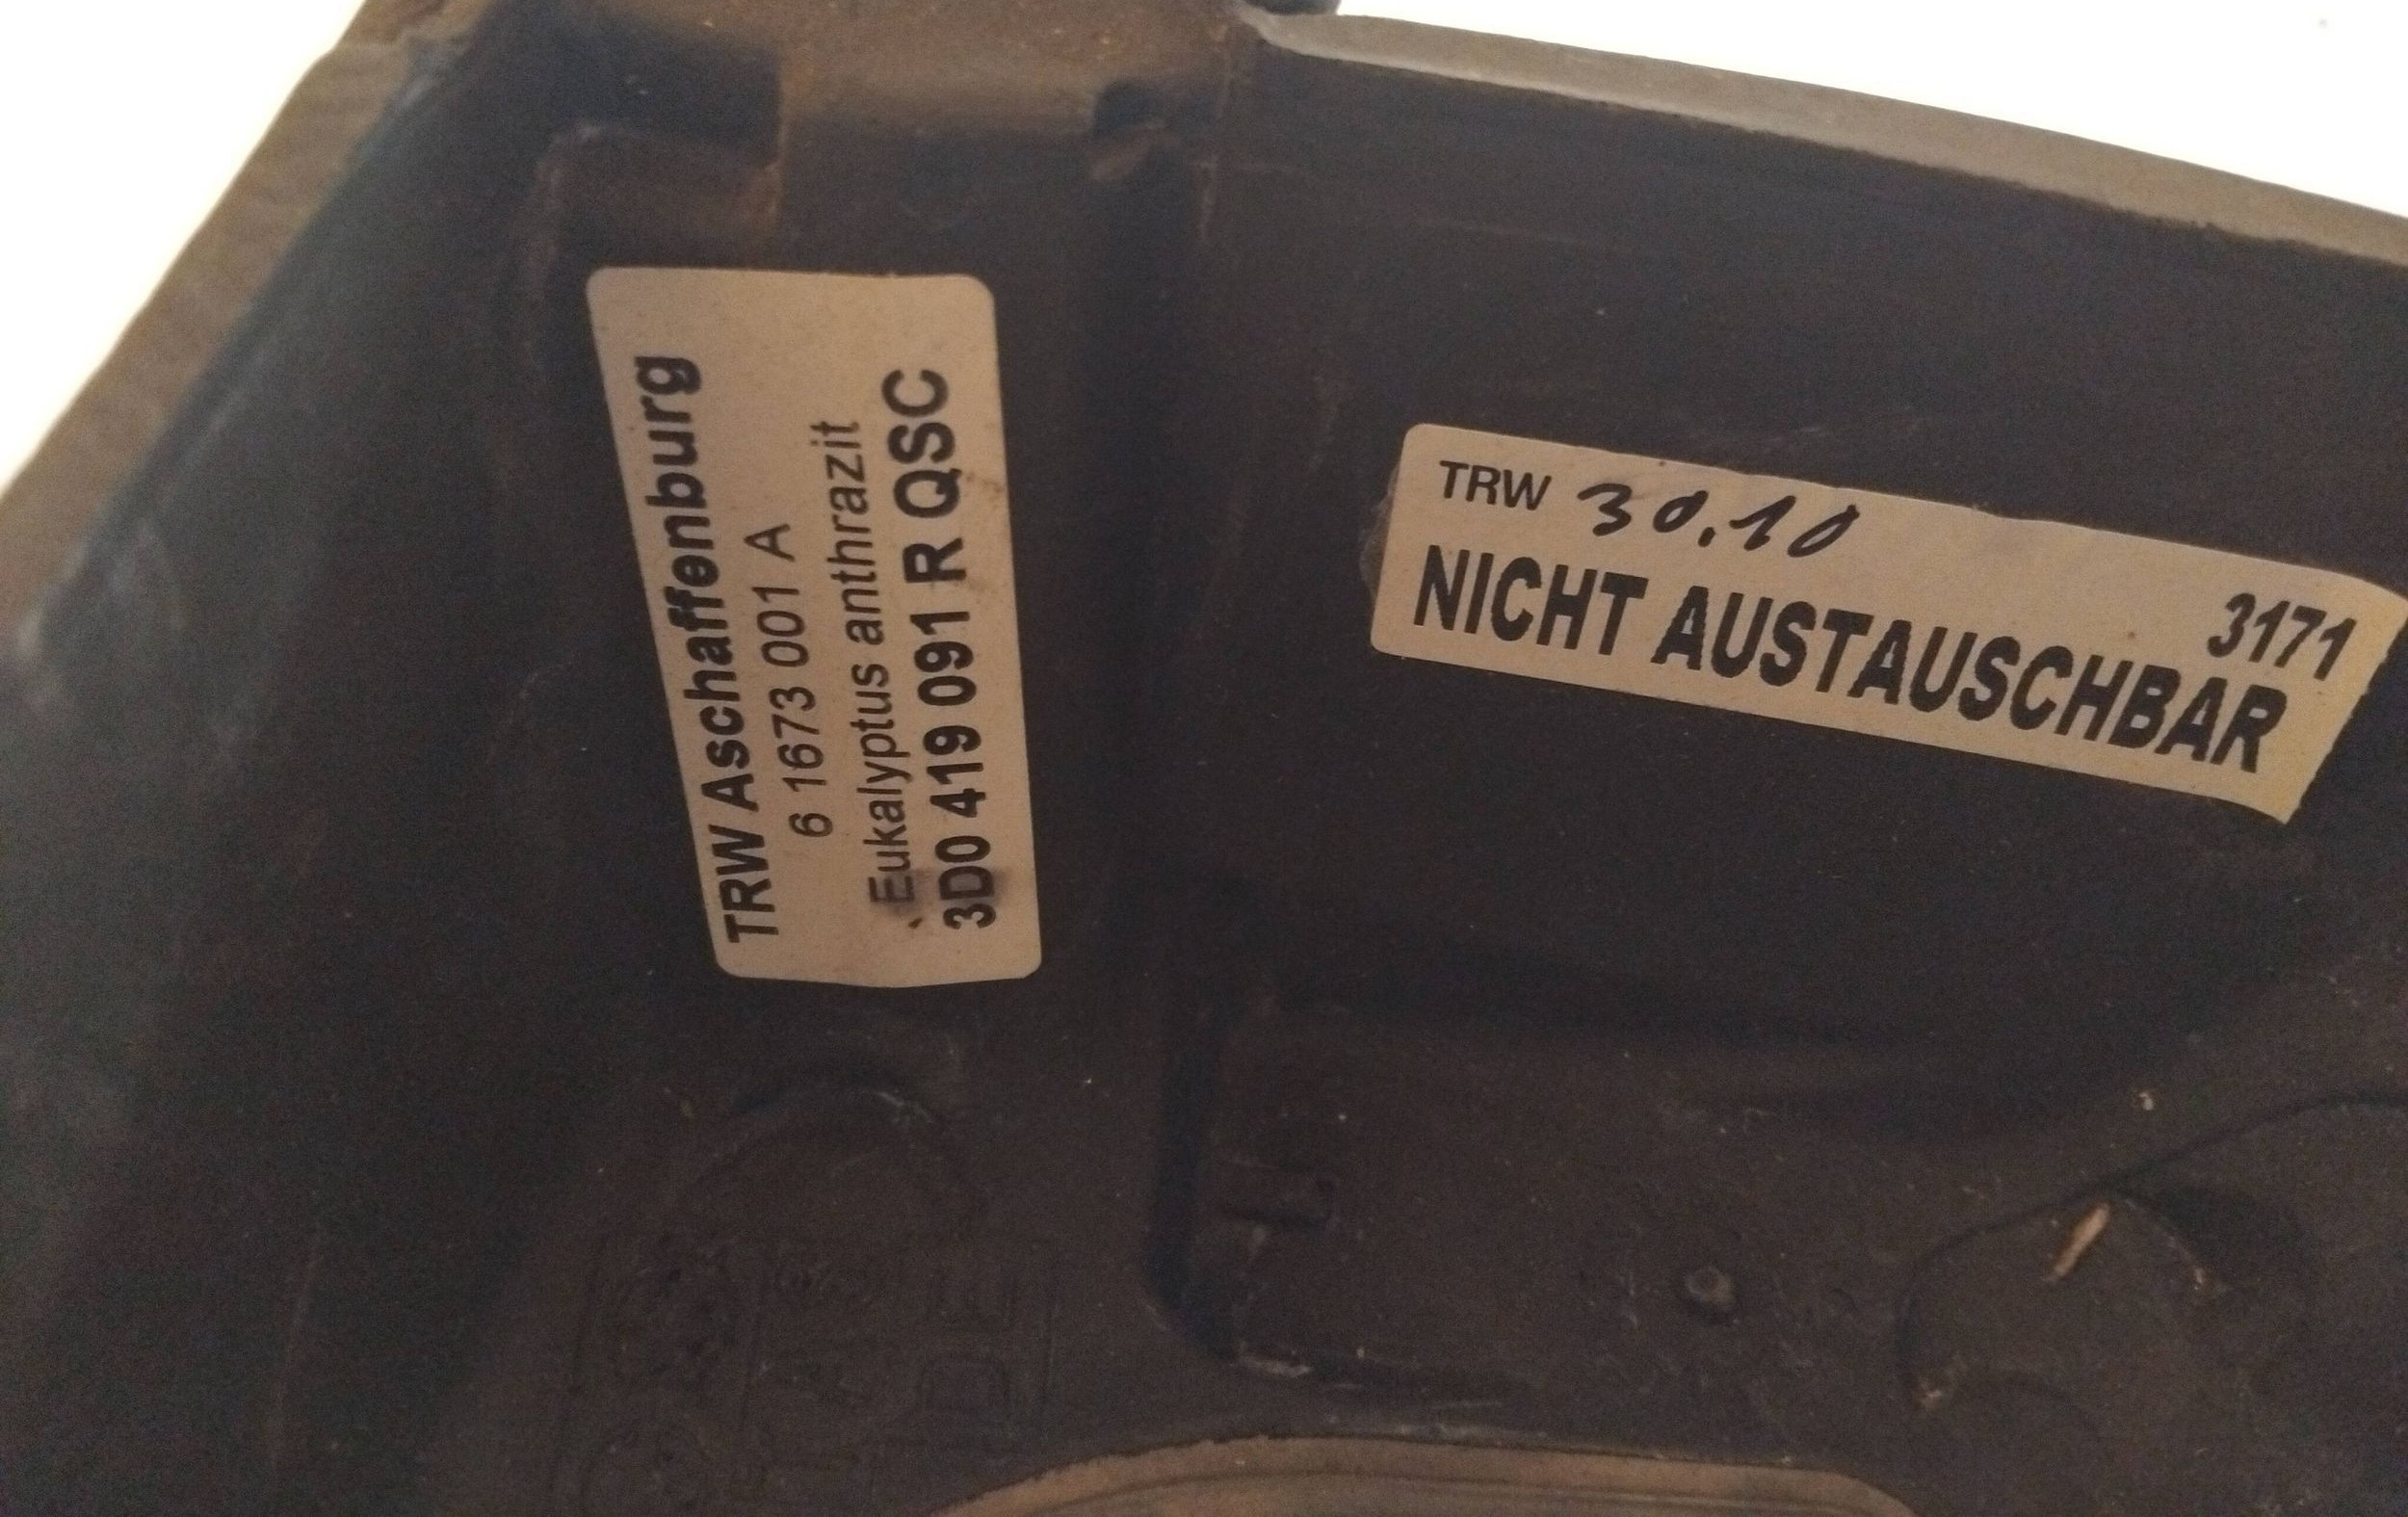 TRW Aschaffenburg
6 1673 001 A
Eukalyptus anthrazit
3D0 419 091 R QSC
TRW 30.10
3171
NICHT AUSTAUSCHBAR